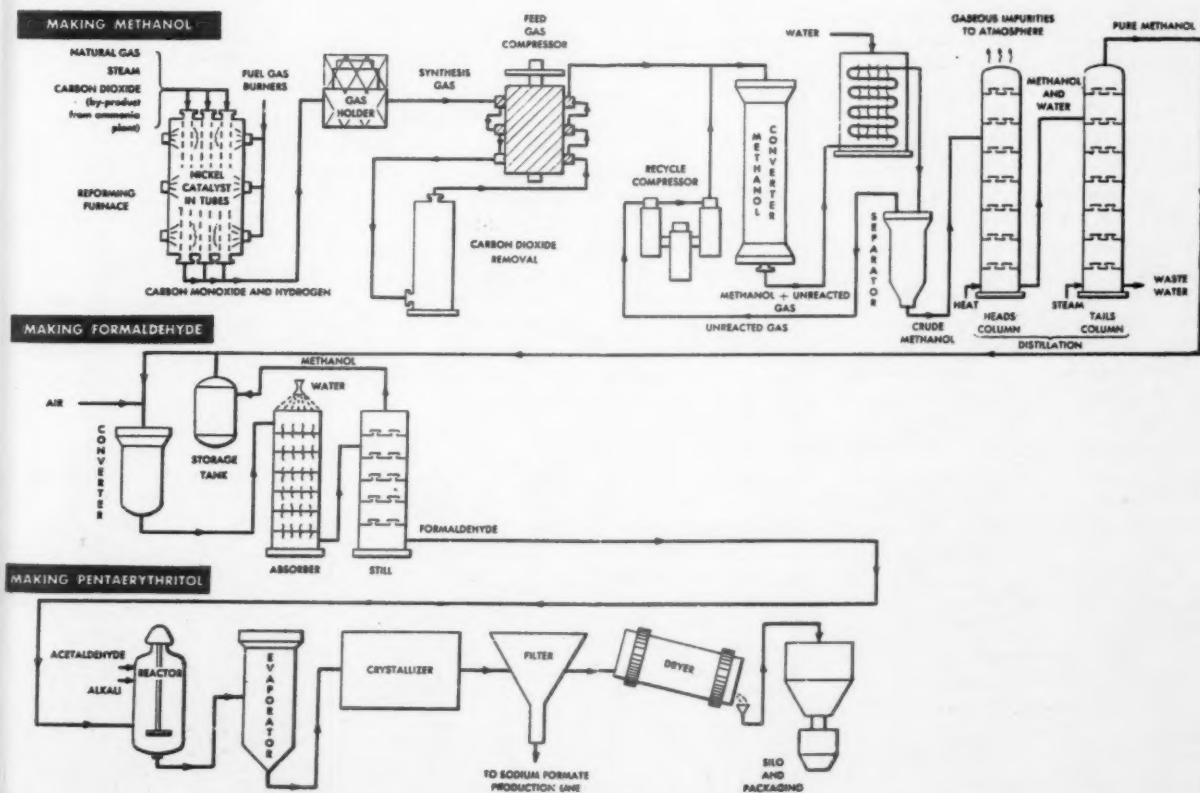 MAKING METHANOL
NATURAL GAS
STEAM
CARBON DIOXIDE
(by-product
from ammonia
plant)
FUEL GAS
BURNERS
REFORMING
FURNACE
NICKEL
CATALYST
IN TUBES
CARBON MONOXIDE AND HYDROGEN
GAS
HOLDER
SYNTHESIS
GAS
FEED
GAS
COMPRESSOR
CARBON DIOXIDE
REMOVAL
RECYCLE
COMPRESSOR
METHANOL
CONVERTER
METHANOL + UNREACTED
GAS
UNREACTED GAS
WATER
SEPARATOR
CRUDE
METHANOL
GASEOUS IMPURITIES
TO ATMOSPHERE
METHANOL
AND
WATER
PURE METHANOL
HEAT
HEADS
COLUMN
STEAM
TAILS
COLUMN
WASTE
WATER
DISTILLATION
MAKING FORMALDEHYDE
AIR
CONVERTER
STORAGE
TANK
METHANOL
WATER
ABSORBER
STILL
FORMALDEHYDE
MAKING PENTAERYTHRITOL
ACETALDEHYDE
ALKALI
REACTOR
EVAPORATOR
CRYSTALLIZER
FILTER
TO SODIUM FORMATE
PRODUCTION LINE
DRYER
SILO
AND
PACKAGING